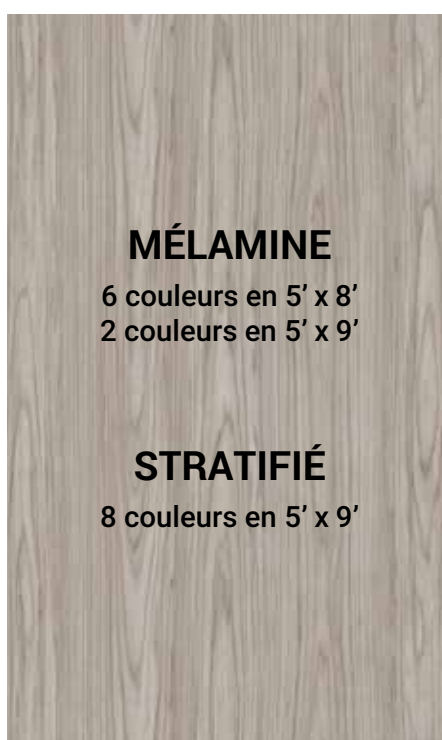 MÉLAMINE
6 couleurs en 5’ x 8’
2 couleurs en 5’ x 9’
STRATIFIÉ
8 couleurs en 5’ x 9’